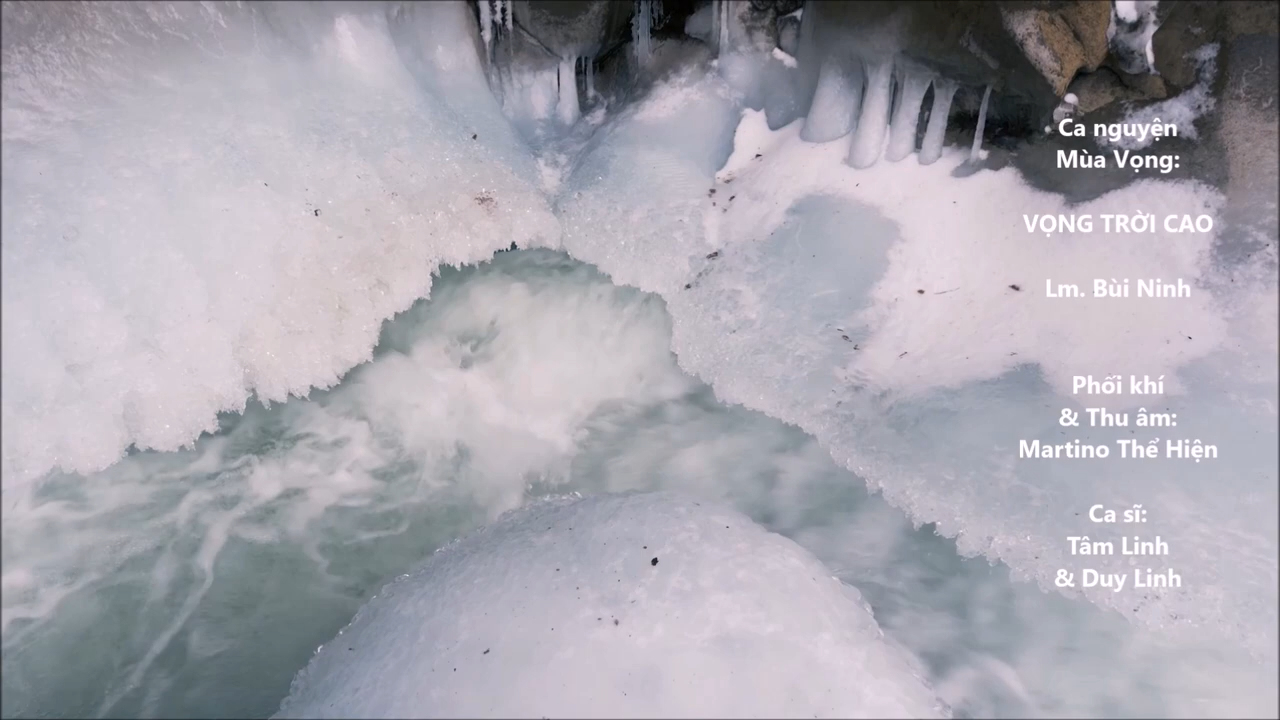 Ca nguyện
Mùa Vọng:
VỌNG TRỜI CAO
Lm. Bùi Ninh
Phối khí
& Thu âm:
Martino Thể Hiện
Ca sĩ:
Tâm Linh
& Duy Linh